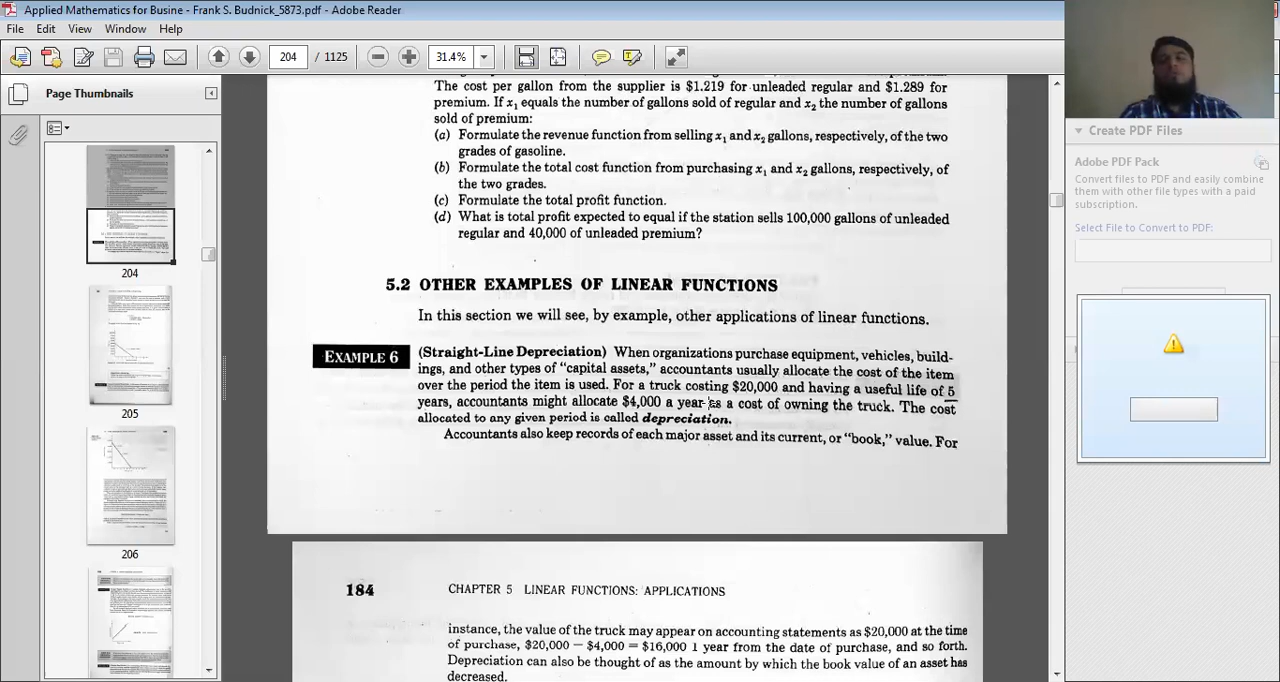 Applied Mathematics for Busine - Frank S. Budnick_5873.pdf - Adobe Reader
File Edit View Window Help
204 / 1125 31.4%
Page Thumbnails
204
205
206
The cost per gallon from the supplier is $1.219 for unleaded regular and $1.289 for
premium. If x₁ equals the number of gallons sold of regular and x₂ the number of gallons
sold of premium:
(a) Formulate the revenue function from selling x₁ and x₂ gallons, respectively, of the two
grades of gasoline.
(b) Formulate the total cost function from purchasing x₁ and x₂ gallons, respectively, of
the two grades.
(c) Formulate the total profit function.
(d) What is total profit expected to equal if the station sells 100,000 gallons of unleaded
regular and 40,000 of unleaded premium?
5.2 OTHER EXAMPLES OF LINEAR FUNCTIONS
In this section we will see, by example, other applications of linear functions.
EXAMPLE 6 (Straight-Line Depreciation) When organizations purchase equipment, vehicles, build-
ings, and other types of "capital assets," accountants usually allocate the cost of the item
over the period the item is used. For a truck costing $20,000 and having a useful life of 5
years, accountants might allocate $4,000 a year as a cost of owning the truck. The cost
allocated to any given period is called depreciation.
Accountants also keep records of each major asset and its current, or "book," value. For
184 CHAPTER 5 LINEAR FUNCTIONS: APPLICATIONS
instance, the value of the truck may appear on accounting statements as $20,000 at the time
of purchase, $20,000 − $4,000 = $16,000 1 year from the date of purchase, and so forth.
Depreciation can also be thought of as the amount by which the book value of an asset has
decreased.
Create PDF Files
Adobe PDF Pack
Convert files to PDF and easily combine
them with other file types with a paid
subscription.
Select File to Convert to PDF: